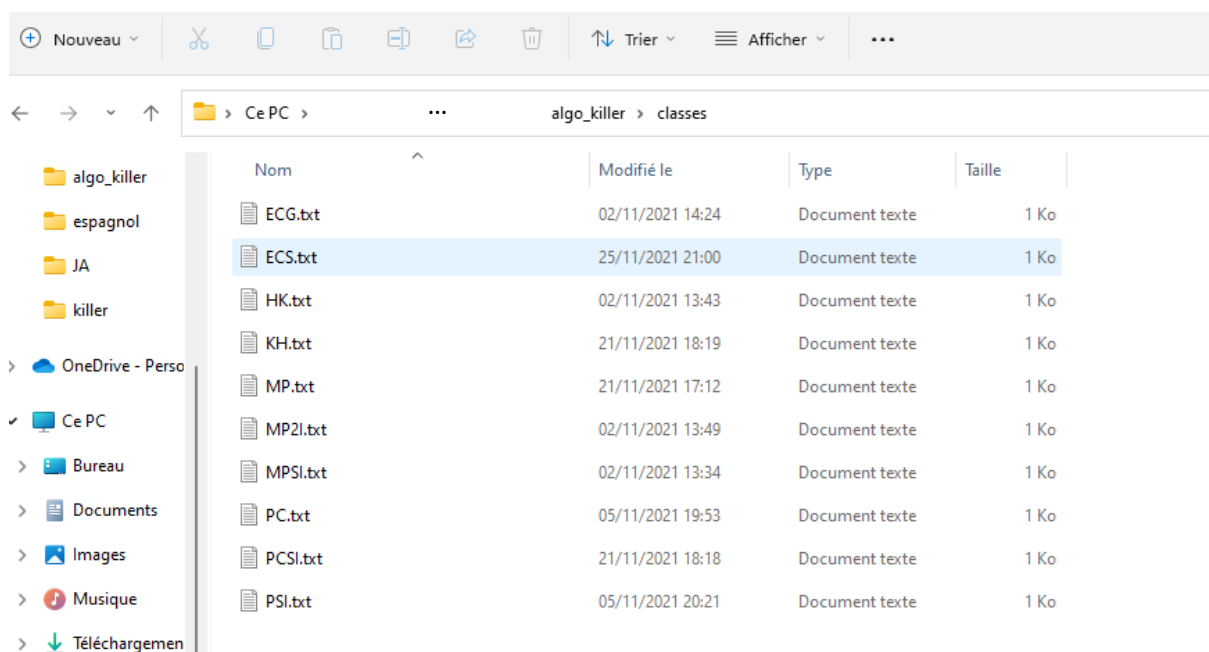 Nouveau Trier Afficher ...
Ce PC ... algo_killer classes
Nom Modifié le Type Taille
algo_killer
espagnol
JA
killer
OneDrive - Perso
Ce PC
Bureau
Documents
Images
Musique
Téléchargemen
ECG.txt 02/11/2021 14:24 Document texte 1 Ko
ECS.txt 25/11/2021 21:00 Document texte 1 Ko
HK.txt 02/11/2021 13:43 Document texte 1 Ko
KH.txt 21/11/2021 18:19 Document texte 1 Ko
MP.txt 21/11/2021 17:12 Document texte 1 Ko
MP2I.txt 02/11/2021 13:49 Document texte 1 Ko
MPSI.txt 02/11/2021 13:34 Document texte 1 Ko
PC.txt 05/11/2021 19:53 Document texte 1 Ko
PCSI.txt 21/11/2021 18:18 Document texte 1 Ko
PSI.txt 05/11/2021 20:21 Document texte 1 Ko